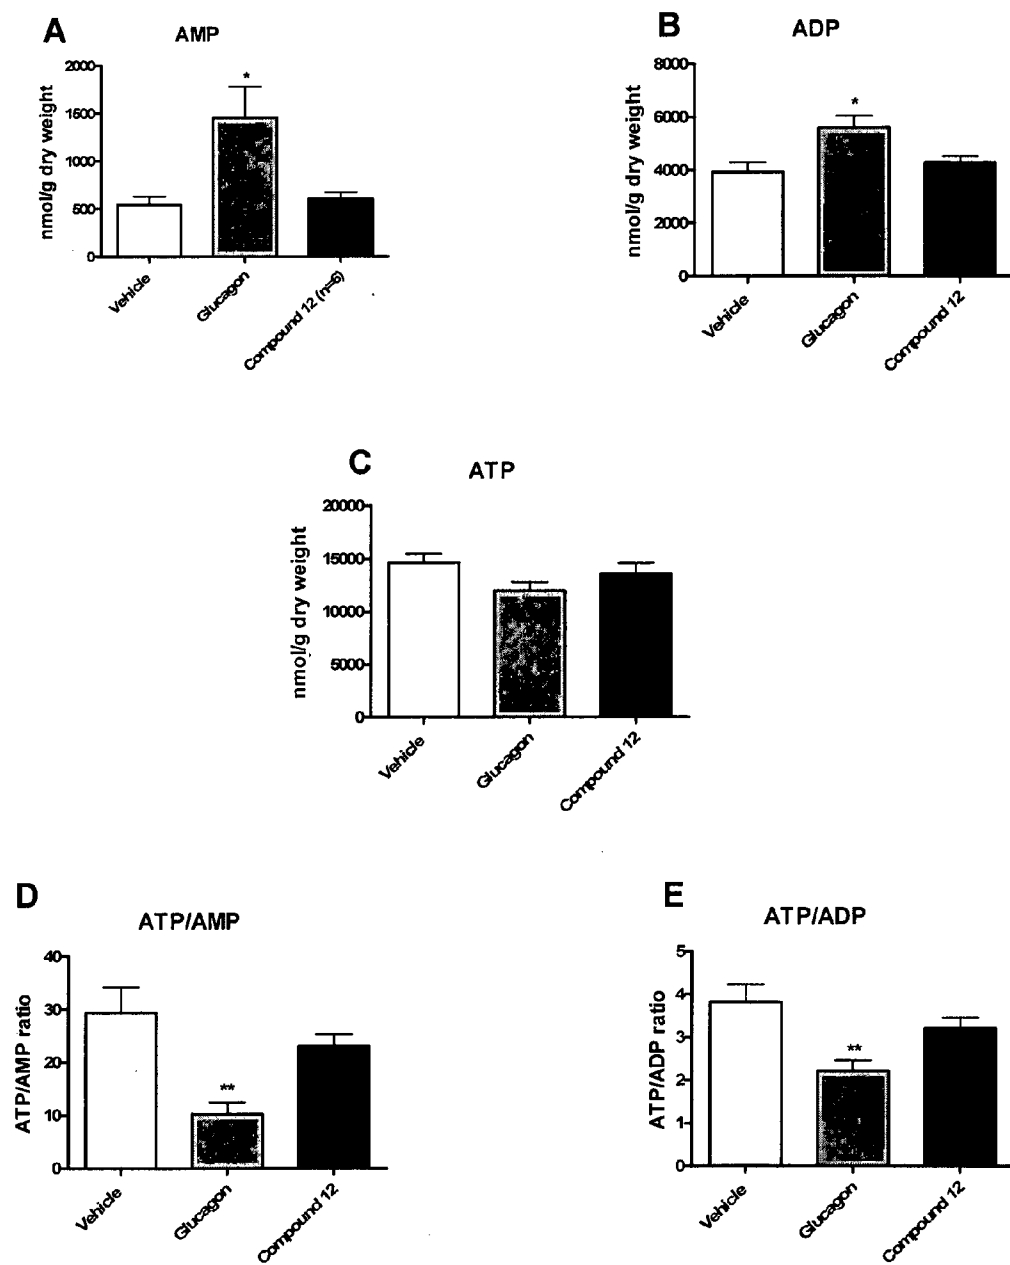 A
AMP
nmol/g dry weight
2000
1500
1000
500
0
*
Vehicle
Glucagon
Compound 12 (n=6)
B
ADP
nmol/g dry weight
8000
6000
4000
2000
0
*
Vehicle
Glucagon
Compound 12
C
ATP
nmol/g dry weight
20000
15000
10000
5000
0
Vehicle
Glucagon
Compound 12
D
ATP/AMP
ATP/AMP ratio
40
30
20
10
0
**
Vehicle
Glucagon
Compound 12
E
ATP/ADP
ATP/ADP ratio
5
4
3
2
1
0
**
Vehicle
Glucagon
Compound 12